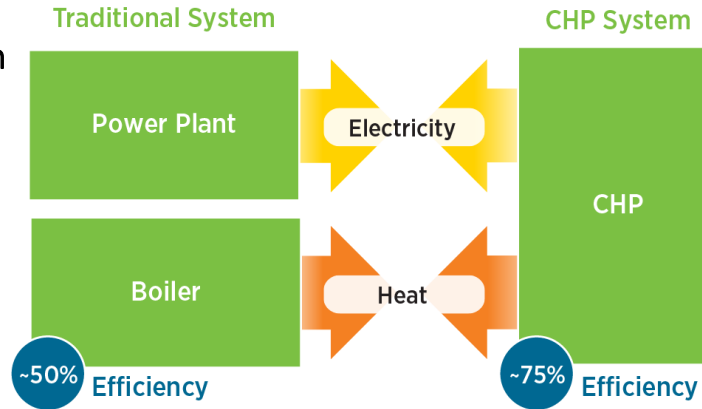 Traditional System
CHP System
Power Plant
Electricity
CHP
Boiler
Heat
~50% Efficiency
~75% Efficiency